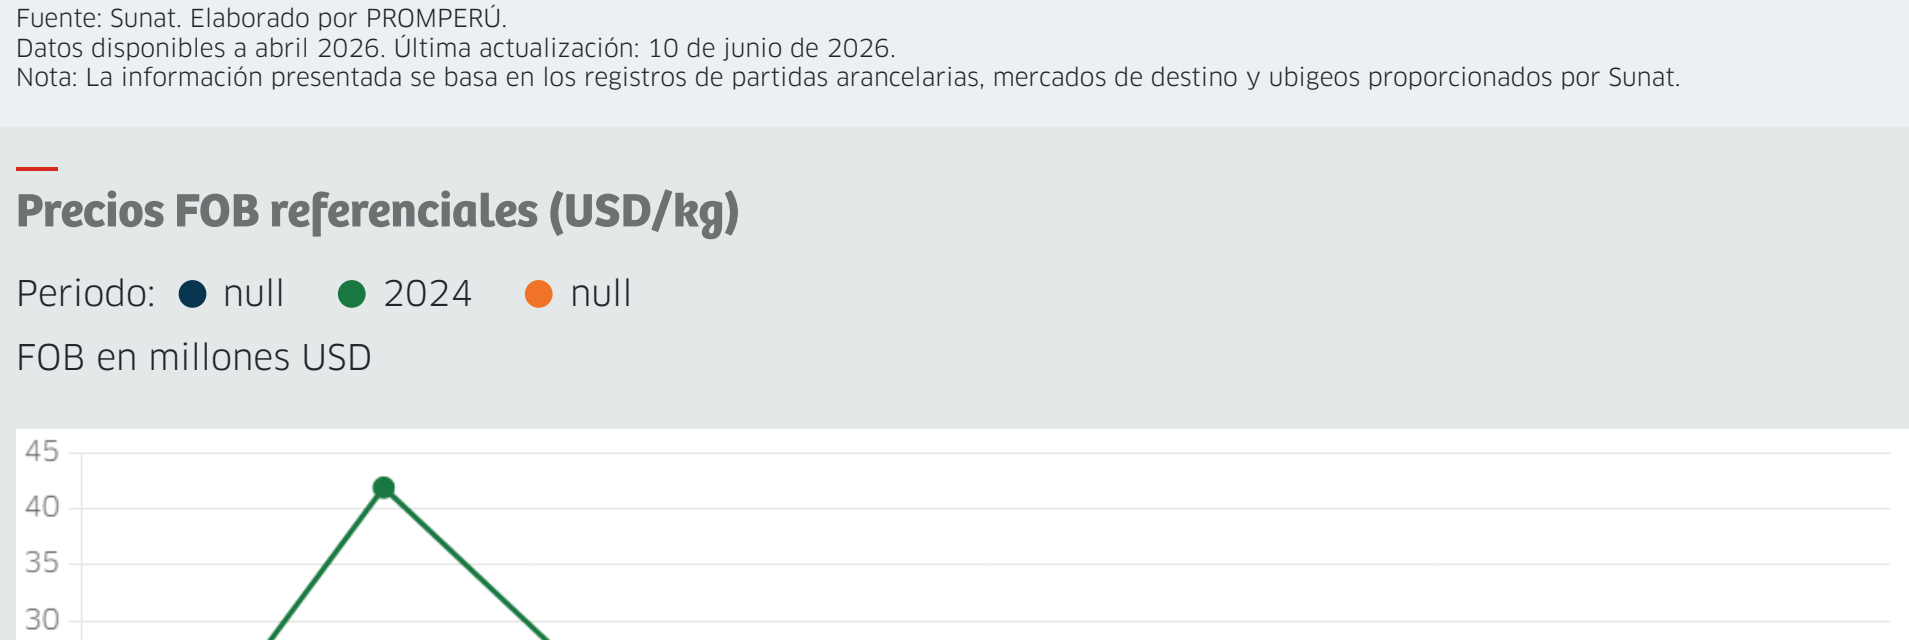 Fuente: Sunat. Elaborado por PROMPERÚ.
Datos disponibles a abril 2026. Última actualización: 10 de junio de 2026.
Nota: La información presentada se basa en los registros de partidas arancelarias, mercados de destino y ubigeos proporcionados por Sunat.
Precios FOB referenciales (USD/kg)
Periodo: null 2024 null
FOB en millones USD
45
40
35
30